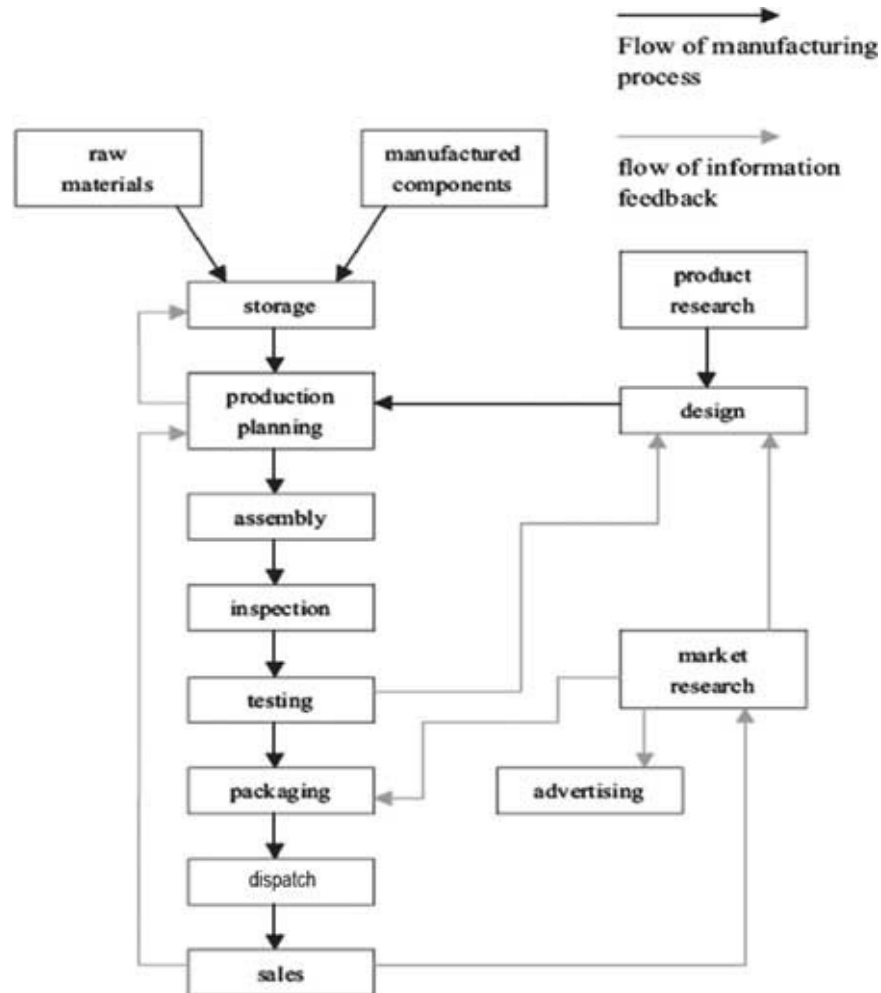 Flow of manufacturing
process
raw
materials
manufactured
components
flow of information
feedback
storage
product
research
production
planning
design
assembly
inspection
market
research
testing
packaging
advertising
dispatch
sales